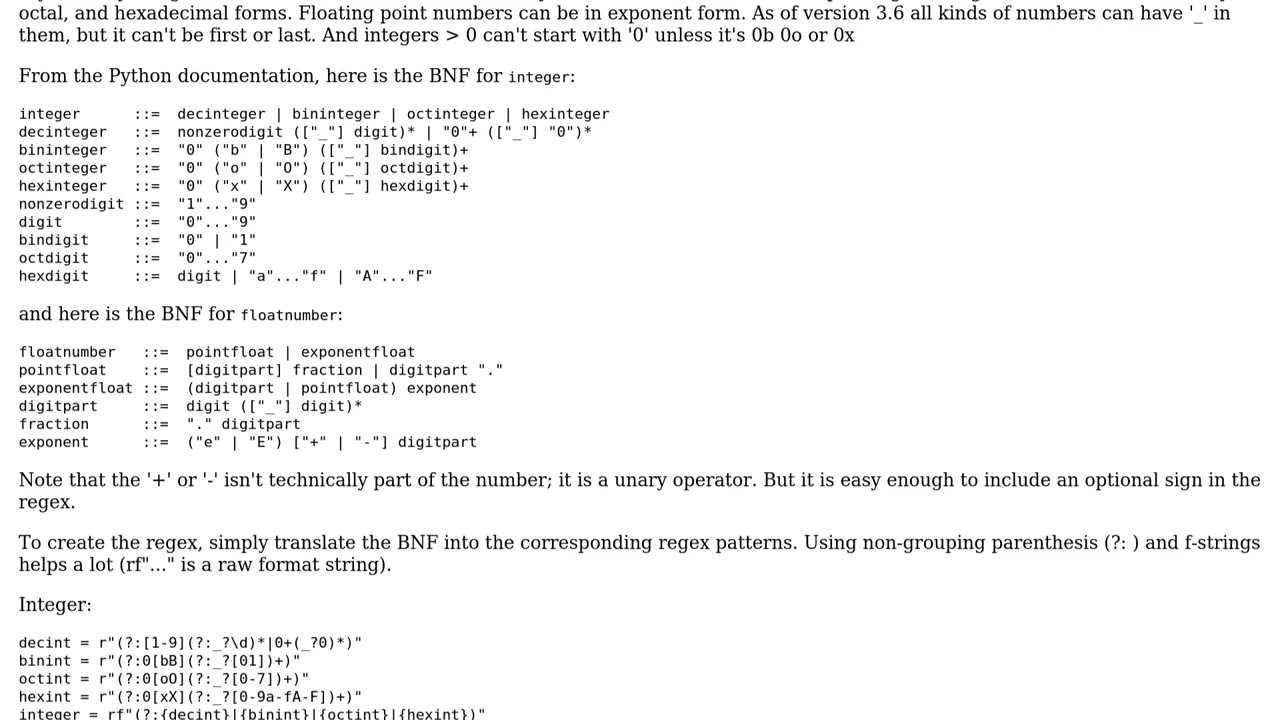 octal, and hexadecimal forms. Floating point numbers can be in exponent form. As of version 3.6 all kinds of numbers can have '_' in
them, but it can't be first or last. And integers > 0 can't start with '0' unless it's 0b 0o or 0x
From the Python documentation, here is the BNF for integer:
integer      ::=  decinteger | bininteger | octinteger | hexinteger
decinteger   ::=  nonzerodigit (["_"] digit)* | "0"+ (["_"] "0")*
bininteger   ::=  "0" ("b" | "B") (["_"] bindigit)+
octinteger   ::=  "0" ("o" | "O") (["_"] octdigit)+
hexinteger   ::=  "0" ("x" | "X") (["_"] hexdigit)+
nonzerodigit ::=  "1"..."9"
digit        ::=  "0"..."9"
bindigit     ::=  "0" | "1"
octdigit     ::=  "0"..."7"
hexdigit     ::=  digit | "a"..."f" | "A"..."F"
and here is the BNF for floatnumber:
floatnumber   ::=  pointfloat | exponentfloat
pointfloat    ::=  [digitpart] fraction | digitpart "."
exponentfloat ::=  (digitpart | pointfloat) exponent
digitpart     ::=  digit (["_"] digit)*
fraction      ::=  "." digitpart
exponent      ::=  ("e" | "E") ["+" | "-"] digitpart
Note that the '+' or '-' isn't technically part of the number; it is a unary operator. But it is easy enough to include an optional sign in the
regex.
To create the regex, simply translate the BNF into the corresponding regex patterns. Using non-grouping parenthesis (?: ) and f-strings
helps a lot (rf"..." is a raw format string).
Integer:
decint = r"(?:[1-9](?:_?\d)*|0+(_?0)*)"
binint = r"(?:0[bB](?:_?[01])+)"
octint = r"(?:0[oO](?:_?[0-7])+)"
hexint = r"(?:0[xX](?:_?[0-9a-fA-F])+)"
integer = rf"(?:{decint}|{binint}|{octint}|{hexint})"